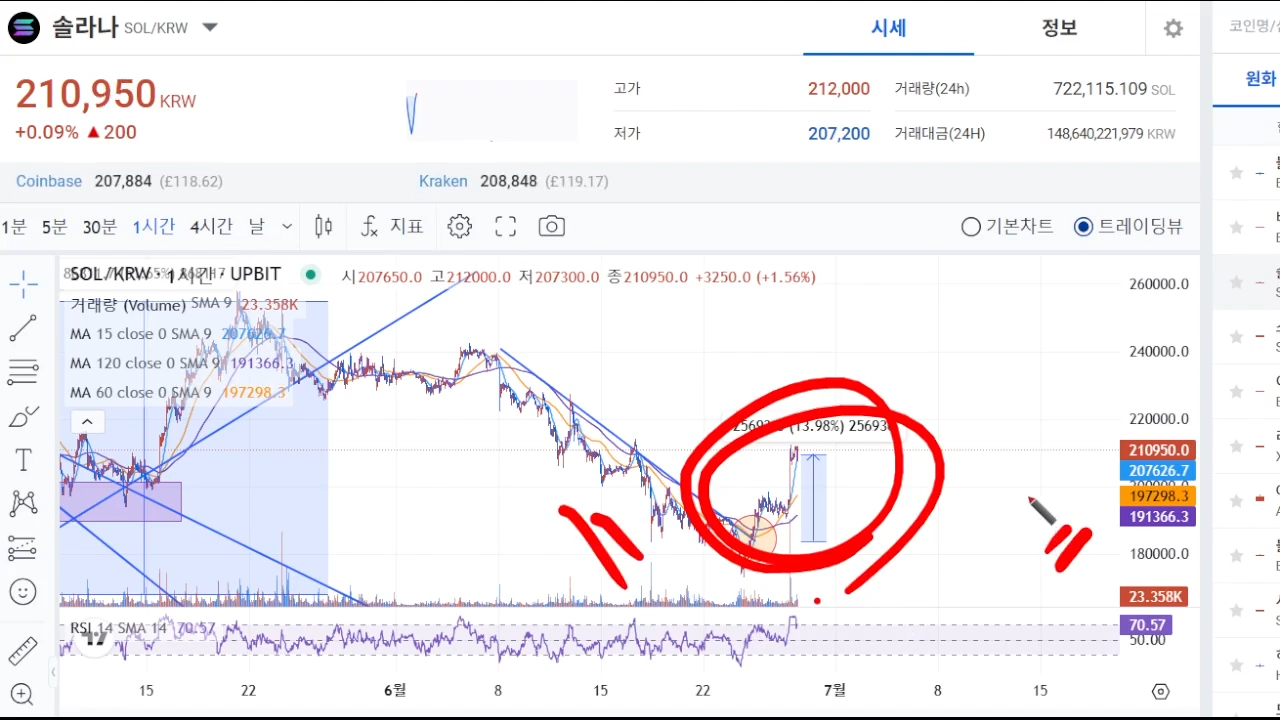 솔라나 SOL/KRW
시세
정보
코인명/
210,950 KRW
+0.09% ▲ 200
고가 212,000
거래량(24h) 722,115.109 SOL
저가 207,200
거래대금(24H) 148,640,221,979 KRW
원화
Coinbase 207,884 (£118.62)
Kraken 208,848 (£119.17)
1분 5분 30분 1시간 4시간 날
지표
기본차트
트레이딩뷰
SOL/KRW · 1시간 · UPBIT
시207650.0 고212000.0 저207300.0 종210950.0 +3250.0 (+1.56%)
거래량 (Volume) SMA 9 23.358K
MA 15 close 0 SMA 9 207626.7
MA 120 close 0 SMA 9 191366.3
MA 60 close 0 SMA 9 197298.3
(13.98%)
260000.0
240000.0
220000.0
210950.0
207626.7
197298.3
191366.3
180000.0
23.358K
RSI 14 SMA 14 70.57
70.57
50.00
15 22 6월 8 15 22 7월 8 15